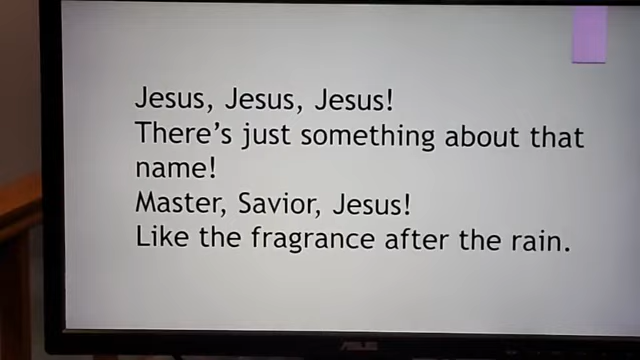 Jesus, Jesus, Jesus!
There's just something about that
name!
Master, Savior, Jesus!
Like the fragrance after the rain.
ASUS